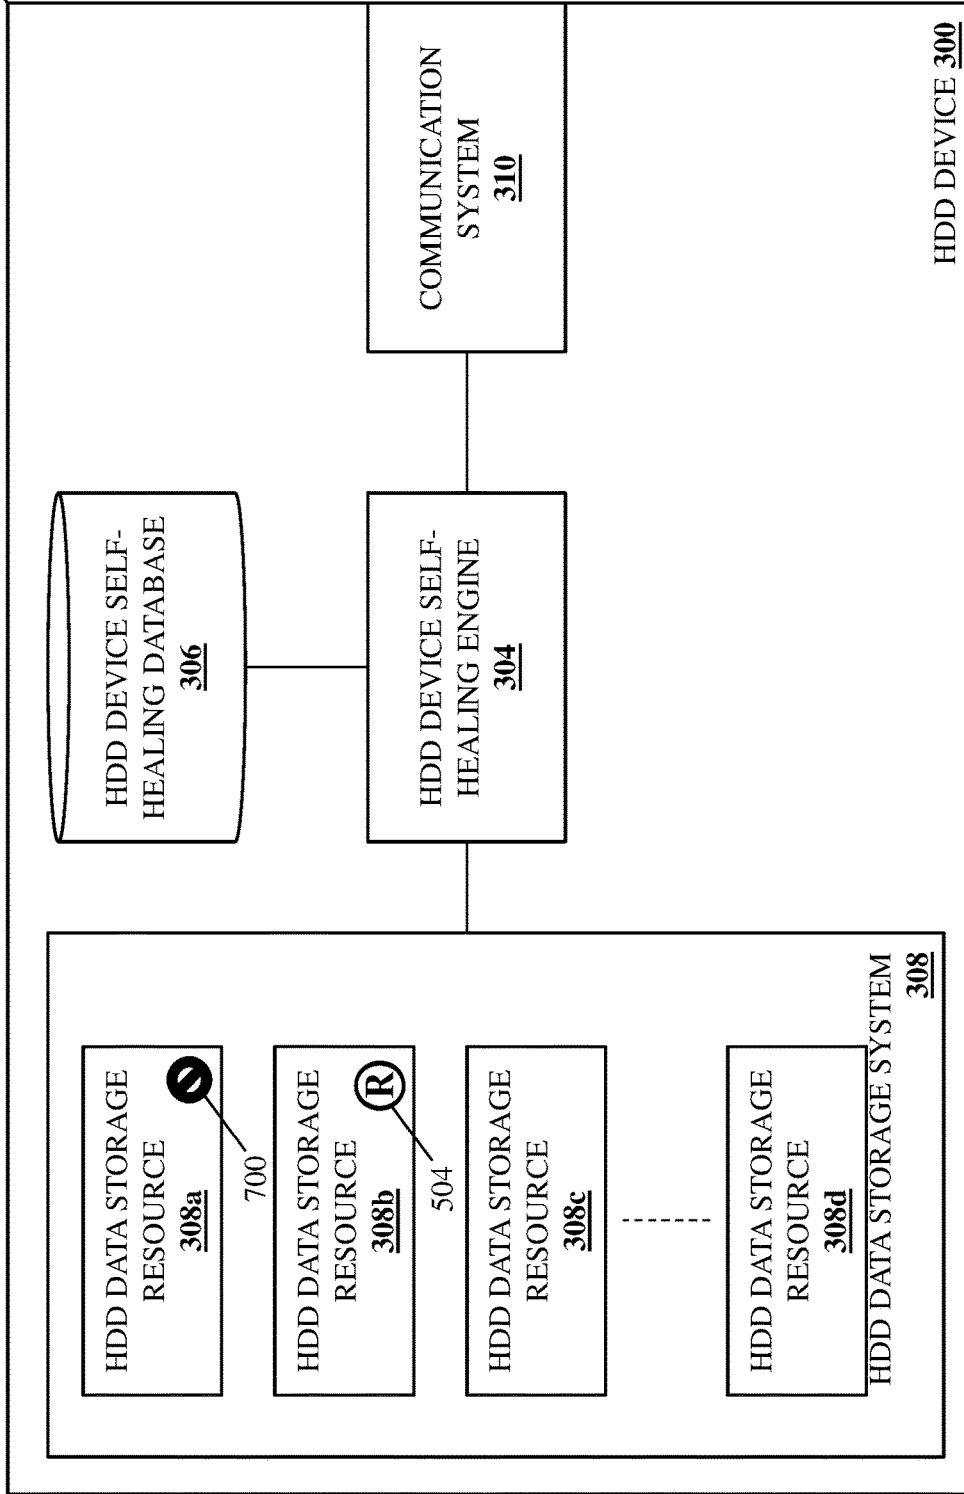 HDD DATA STORAGE
RESOURCE
308a
700
HDD DATA STORAGE
RESOURCE
308b
R
504
HDD DATA STORAGE
RESOURCE
308c
HDD DATA STORAGE
RESOURCE
308d
HDD DATA STORAGE SYSTEM
308
HDD DEVICE SELF-
HEALING DATABASE
306
HDD DEVICE SELF-
HEALING ENGINE
304
COMMUNICATION
SYSTEM
310
HDD DEVICE 300